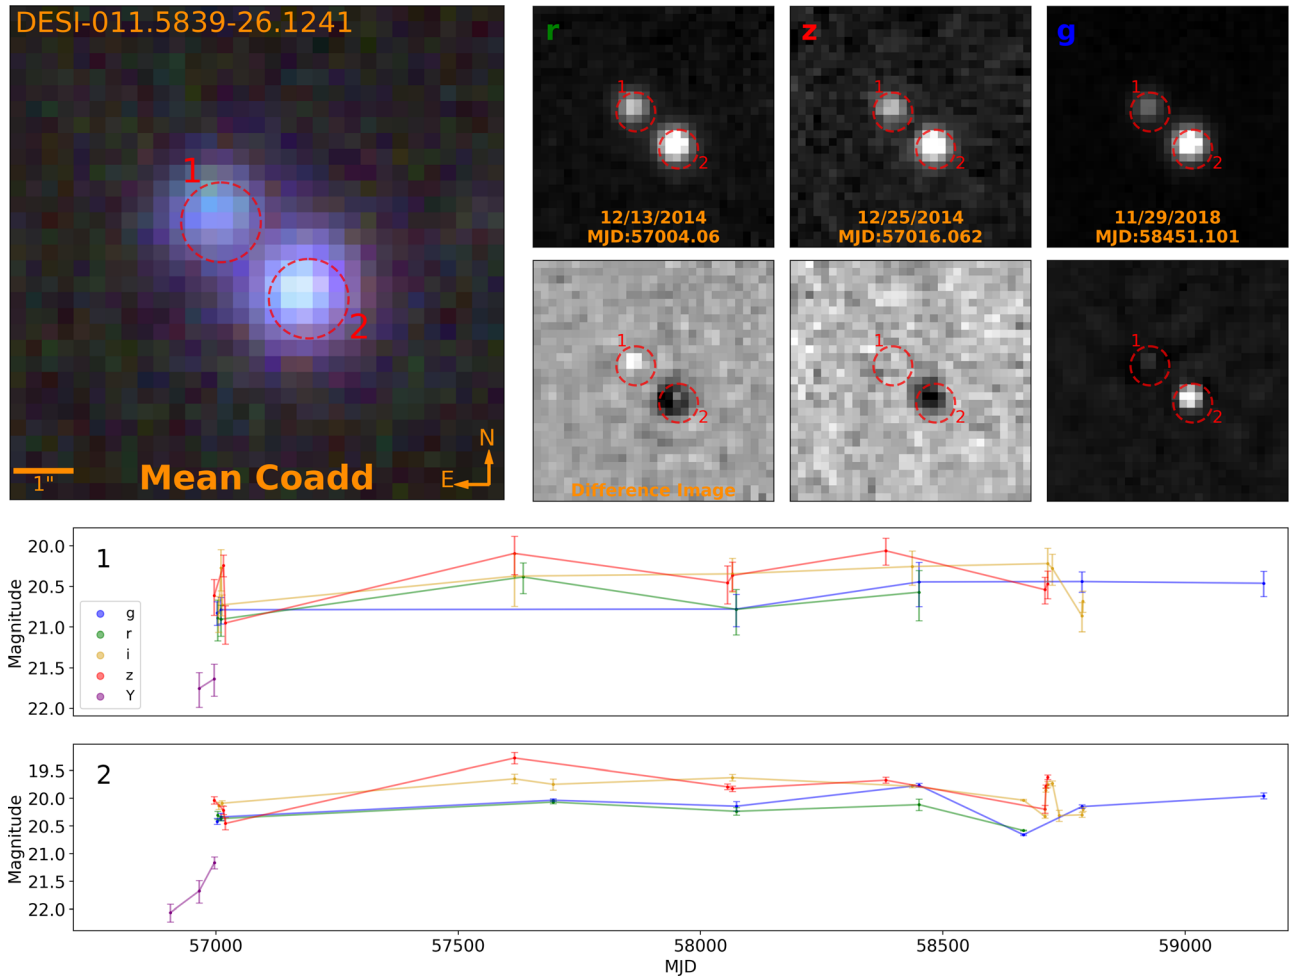 DESI-011.5839-26.1241
1
2
1"
Mean Coadd
N
E
r
1
2
12/13/2014
MJD:57004.06
z
1
2
12/25/2014
MJD:57016.062
g
1
2
11/29/2018
MJD:58451.101
1
2
Difference Image
1
2
1
2
1
Magnitude
20.0
20.5
21.0
21.5
22.0
g
r
i
z
Y
2
Magnitude
19.5
20.0
20.5
21.0
21.5
22.0
57000
57500
58000
58500
59000
MJD